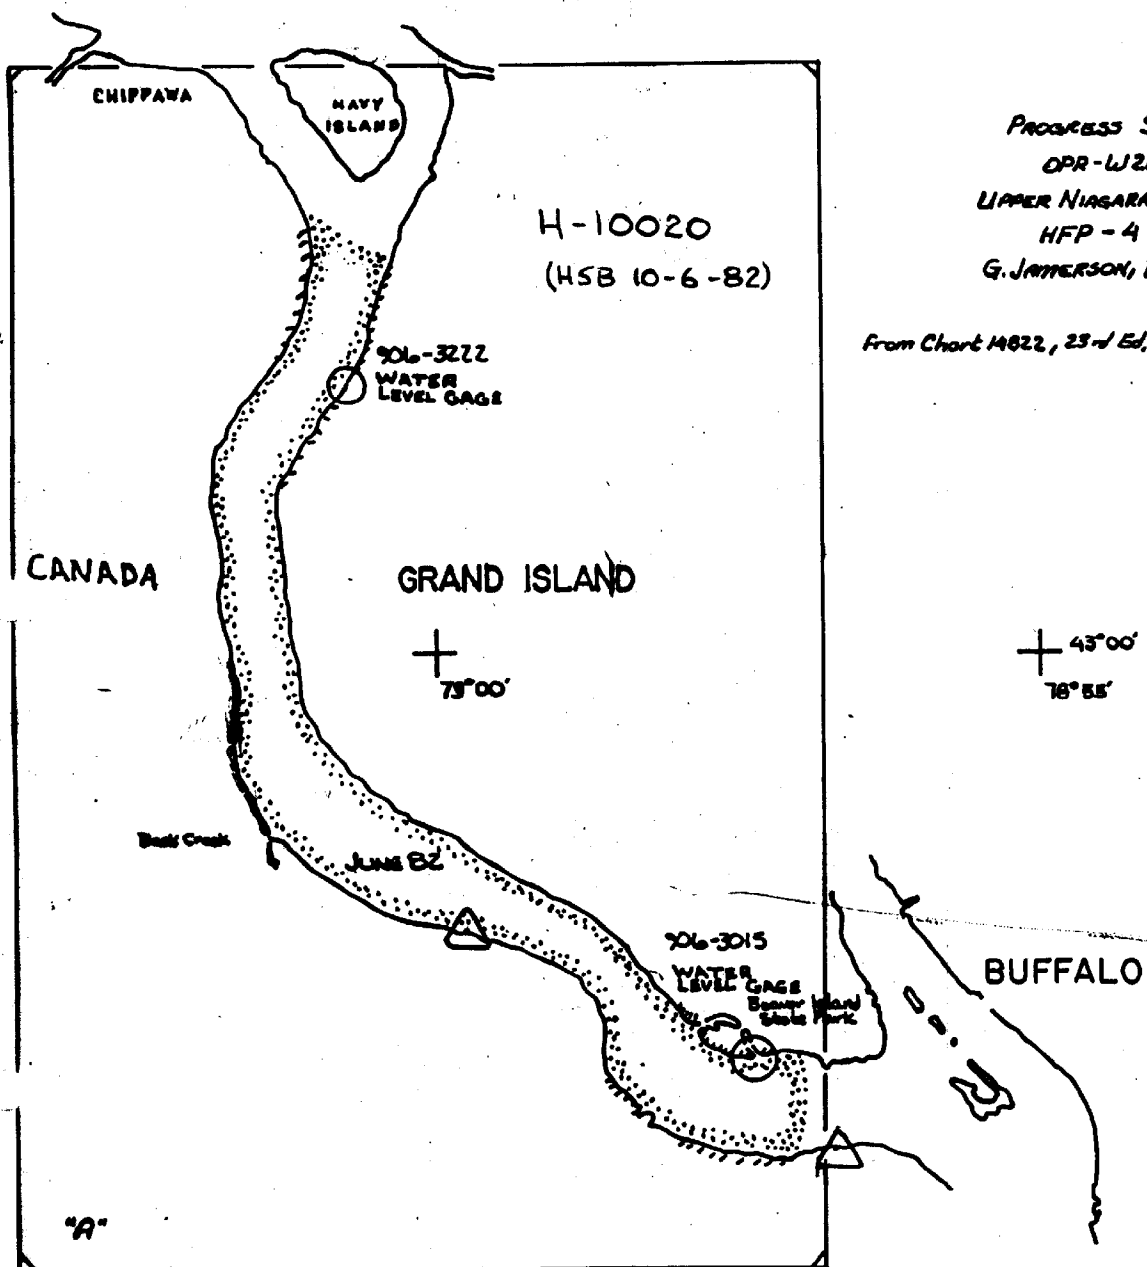 CHIPPAWA
NAVY
ISLAND
PROGRESS S
OPR-W2
UPPER NIAGARA
HFP - 4
G. JAMERSON,
From Chart 14822, 23rd Ed,
H-10020
(HSB 10-6-82)
906-3222
WATER
LEVEL GAGE
CANADA
GRAND ISLAND
79°00'
43°00'
78°55'
Creek
JUNE 82
906-3015
WATER
LEVEL GAGE
Beaver Island
State Park
BUFFALO
"A"